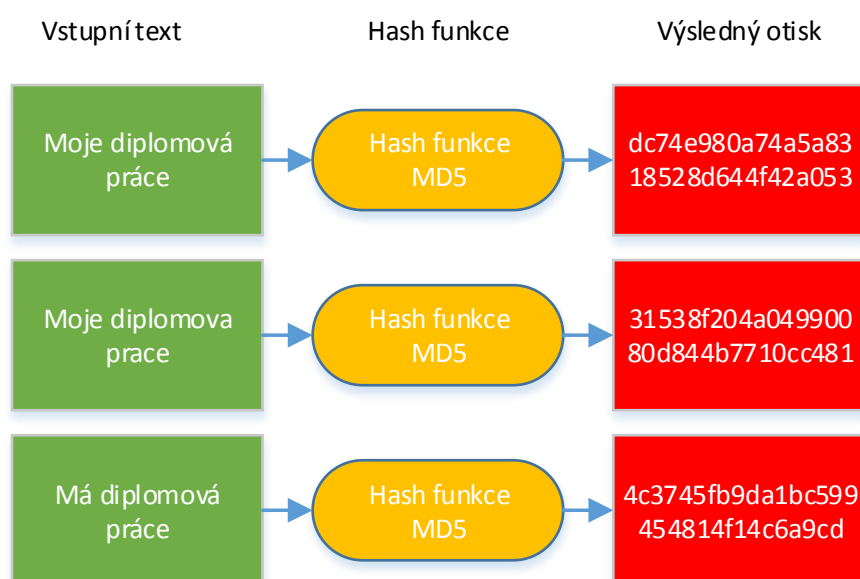 Vstupní text
Hash funkce
Výsledný otisk
Moje diplomová
práce
Hash funkce
MD5
dc74e980a74a5a83
18528d644f42a053
Moje diplomova
prace
Hash funkce
MD5
31538f204a049900
80d844b7710cc481
Má diplomová
práce
Hash funkce
MD5
4c3745fb9da1bc599
454814f14c6a9cd